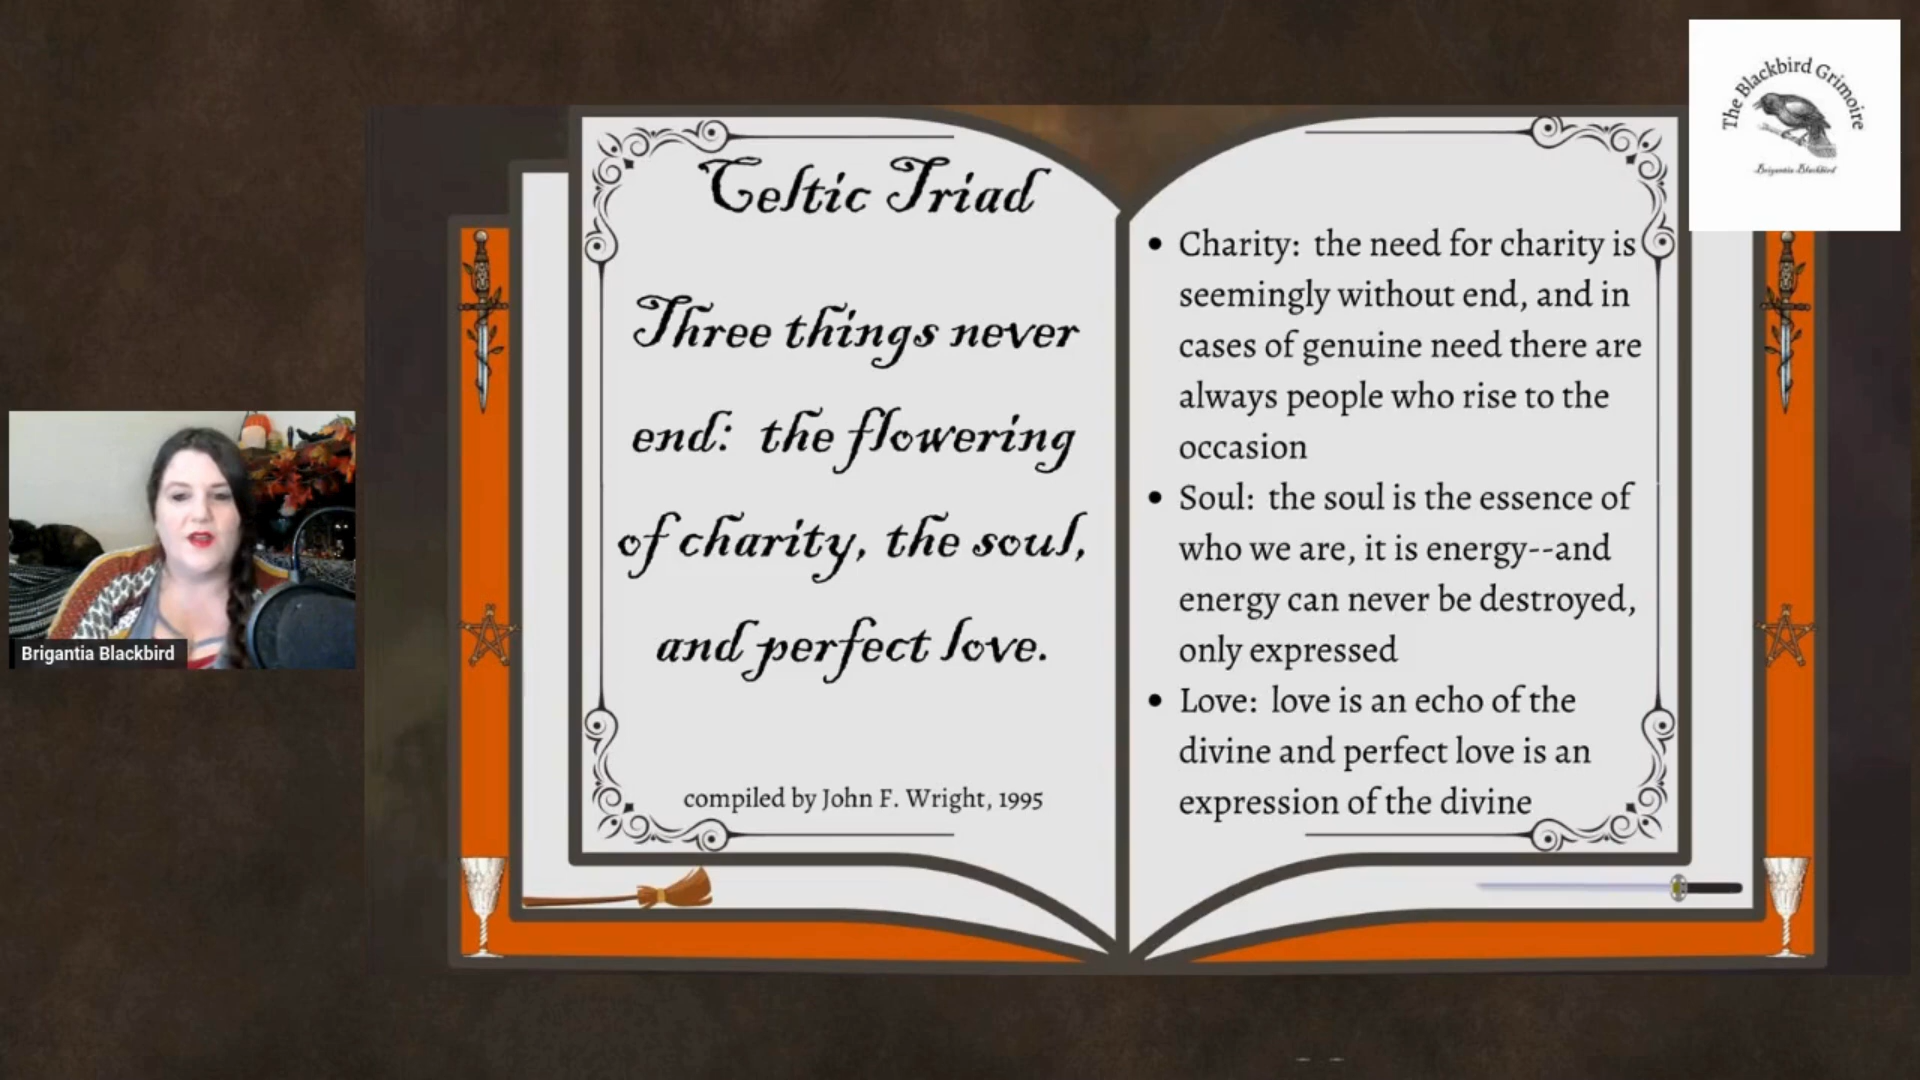 The Blackbird Grimoire
Brigantia Blackbird
Celtic Triad
Three things never
end: the flowering
of charity, the soul,
and perfect love.
compiled by John F. Wright, 1995
• Charity: the need for charity is
seemingly without end, and in
cases of genuine need there are
always people who rise to the
occasion
• Soul: the soul is the essence of
who we are, it is energy--and
energy can never be destroyed,
only expressed
• Love: love is an echo of the
divine and perfect love is an
expression of the divine
Brigantia Blackbird